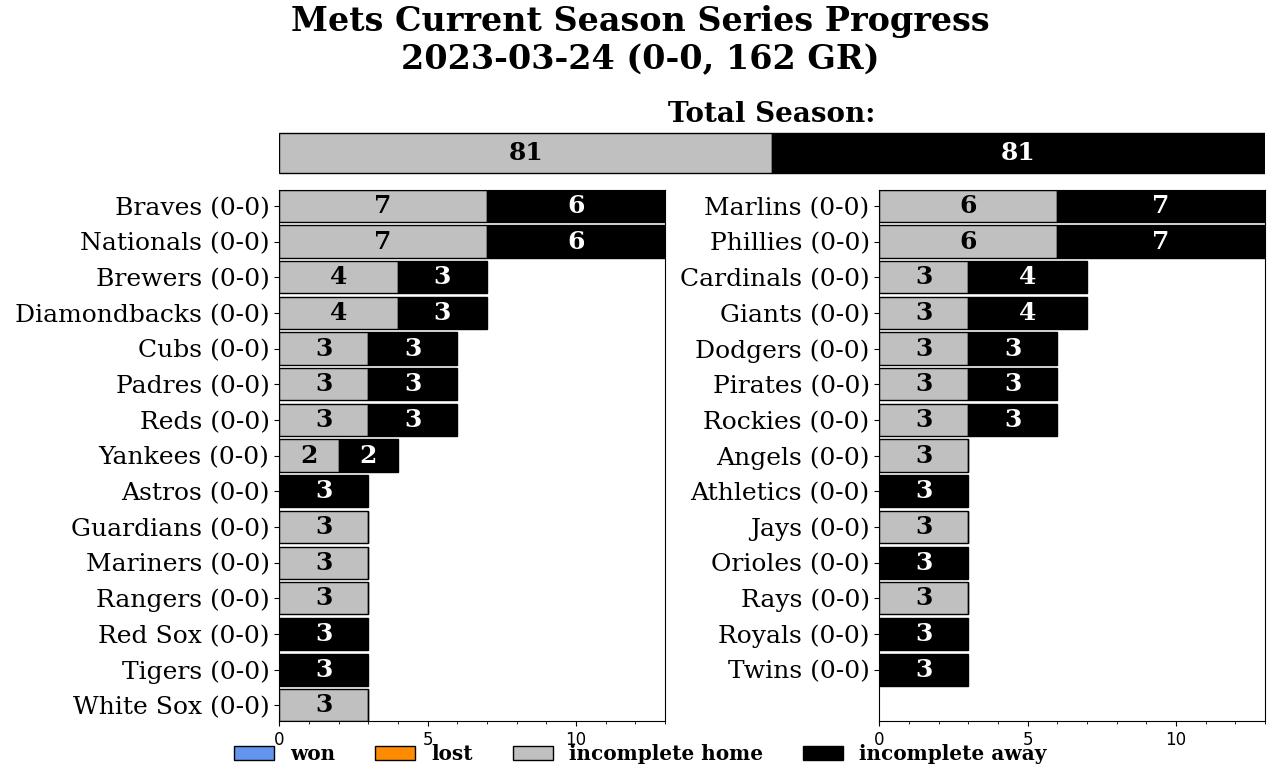 Mets Current Season Series Progress
2023-03-24 (0-0, 162 GR)
Total Season:
81 81
Braves (0-0) 7 6
Nationals (0-0) 7 6
Brewers (0-0) 4 3
Diamondbacks (0-0) 4 3
Cubs (0-0) 3 3
Padres (0-0) 3 3
Reds (0-0) 3 3
Yankees (0-0) 2 2
Astros (0-0) 3
Guardians (0-0) 3
Mariners (0-0) 3
Rangers (0-0) 3
Red Sox (0-0) 3
Tigers (0-0) 3
White Sox (0-0) 3
0 5 10
Marlins (0-0) 6 7
Phillies (0-0) 6 7
Cardinals (0-0) 3 4
Giants (0-0) 3 4
Dodgers (0-0) 3 3
Pirates (0-0) 3 3
Rockies (0-0) 3 3
Angels (0-0) 3
Athletics (0-0) 3
Jays (0-0) 3
Orioles (0-0) 3
Rays (0-0) 3
Royals (0-0) 3
Twins (0-0) 3
0 5 10
won lost incomplete home incomplete away